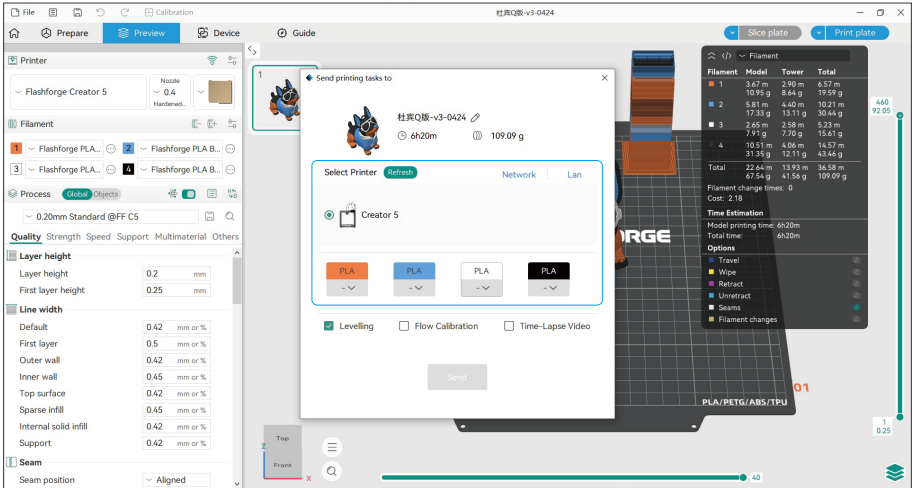 File
Calibration
杜宾Q版-v3-0424
Prepare
Preview
Device
Guide
Slice plate
Print plate
Printer
Flashforge Creator 5
Nozzle
0.4
Hardened...
Filament
1 Flashforge PLA... 2 Flashforge PLA B...
3 Flashforge PLA... 4 Flashforge PLA B...
Process Global Objects
0.20mm Standard @FF C5
Quality Strength Speed Support Multimaterial Others
Layer height
Layer height 0.2 mm
First layer height 0.25 mm
Line width
Default 0.42 mm or %
First layer 0.5 mm or %
Outer wall 0.42 mm or %
Inner wall 0.45 mm or %
Top surface 0.42 mm or %
Sparse infill 0.45 mm or %
Internal solid infill 0.42 mm or %
Support 0.42 mm or %
Seam
Seam position Aligned
1
Send printing tasks to
杜宾Q版-v3-0424
6h20m 109.09 g
Select Printer Refresh Network Lan
Creator 5
PLA PLA PLA PLA
- - - -
Levelling Flow Calibration Time-Lapse Video
Send
Filament
Filament Model Tower Total
1 3.67 m 2.90 m 6.57 m
10.95 g 8.64 g 19.59 g
2 5.81 m 4.40 m 10.21 m
17.33 g 13.11 g 30.44 g
3 2.65 m 2.58 m 5.23 m
7.91 g 7.70 g 15.61 g
4 10.51 m 4.06 m 14.57 m
31.35 g 12.11 g 43.46 g
Total 22.64 m 13.93 m 36.58 m
67.54 g 41.56 g 109.09 g
Filament change times: 0
Cost: 2.18
Time Estimation
Model printing time: 6h20m
Total time: 6h20m
Options
Travel
Wipe
Retract
Unretract
Seams
Filament changes
460
92.05
RGE
01
PLA/PETG/ABS/TPU
1
0.25
Top
Front
Z
X
40